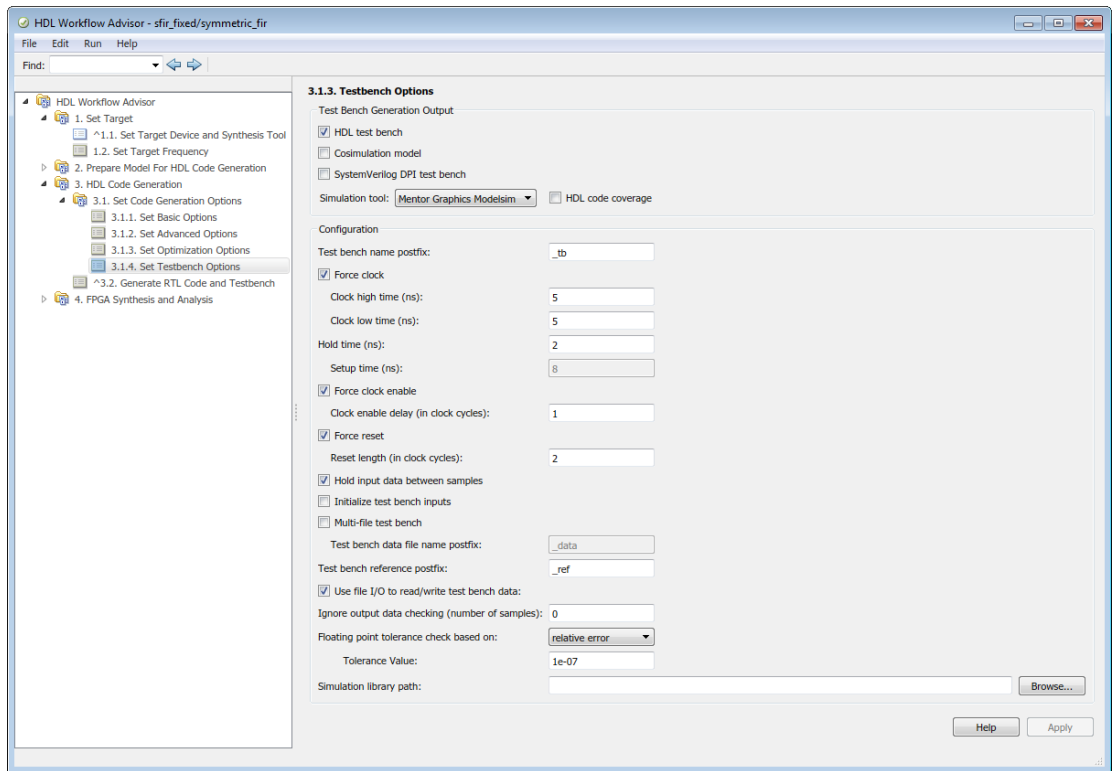 HDL Workflow Advisor - sfir_fixed/symmetric_fir
File Edit Run Help
Find:
HDL Workflow Advisor
1. Set Target
^1.1. Set Target Device and Synthesis Tool
1.2. Set Target Frequency
2. Prepare Model For HDL Code Generation
3. HDL Code Generation
3.1. Set Code Generation Options
3.1.1. Set Basic Options
3.1.2. Set Advanced Options
3.1.3. Set Optimization Options
3.1.4. Set Testbench Options
^3.2. Generate RTL Code and Testbench
4. FPGA Synthesis and Analysis
3.1.3. Testbench Options
Test Bench Generation Output
HDL test bench
Cosimulation model
SystemVerilog DPI test bench
Simulation tool: Mentor Graphics Modelsim HDL code coverage
Configuration
Test bench name postfix: _tb
Force clock
Clock high time (ns): 5
Clock low time (ns): 5
Hold time (ns): 2
Setup time (ns): 8
Force clock enable
Clock enable delay (in clock cycles): 1
Force reset
Reset length (in clock cycles): 2
Hold input data between samples
Initialize test bench inputs
Multi-file test bench
Test bench data file name postfix: _data
Test bench reference postfix: _ref
Use file I/O to read/write test bench data:
Ignore output data checking (number of samples): 0
Floating point tolerance check based on: relative error
Tolerance Value: 1e-07
Simulation library path: Browse...
Help Apply